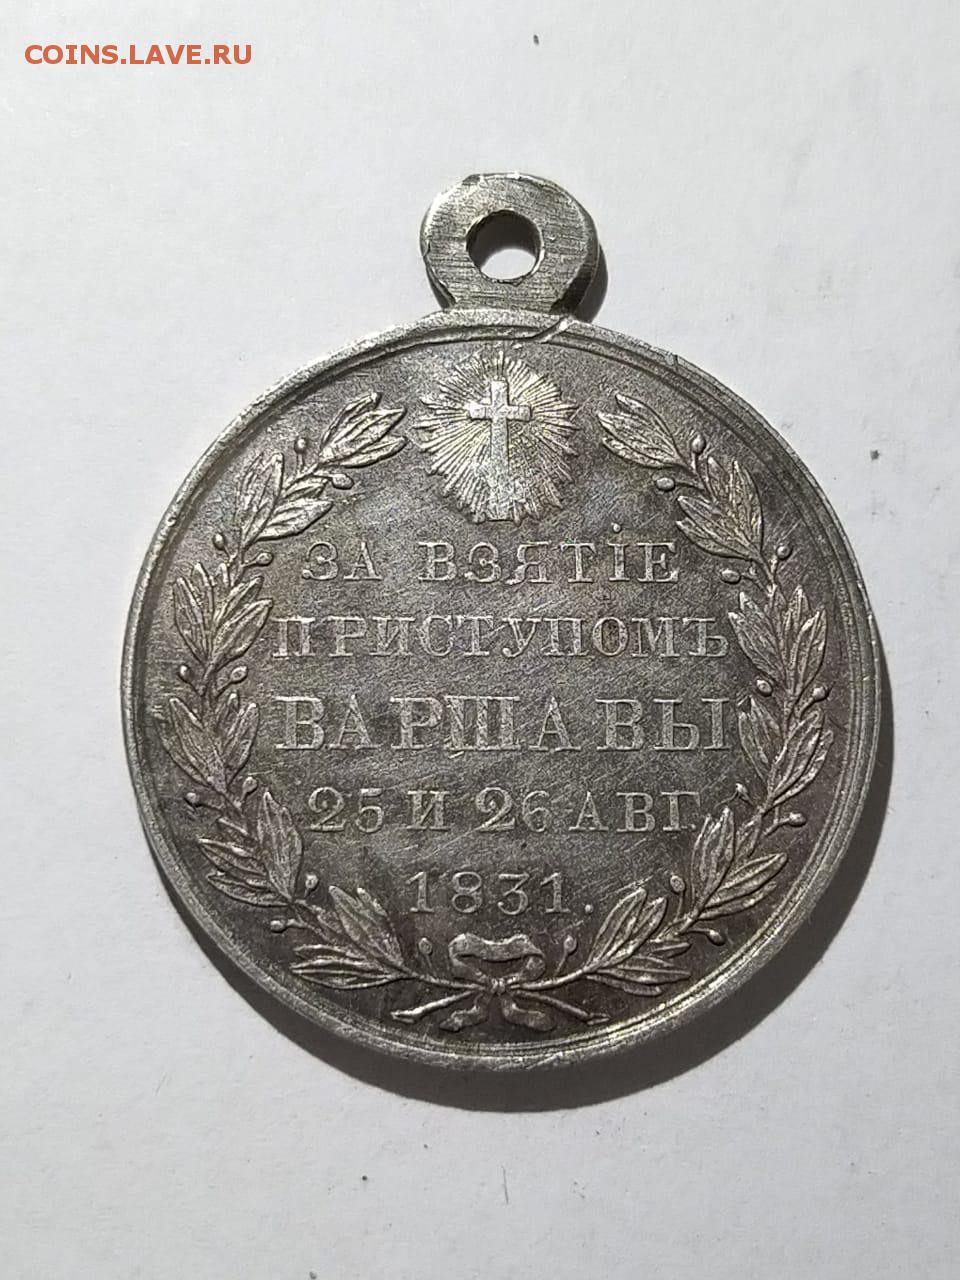 COINS.LAVE.RU
ЗА ВЗЯТІЕ
ПРИСТУПОМЪ
ВАРШАВЫ
25 И 26 АВГ.
1831.